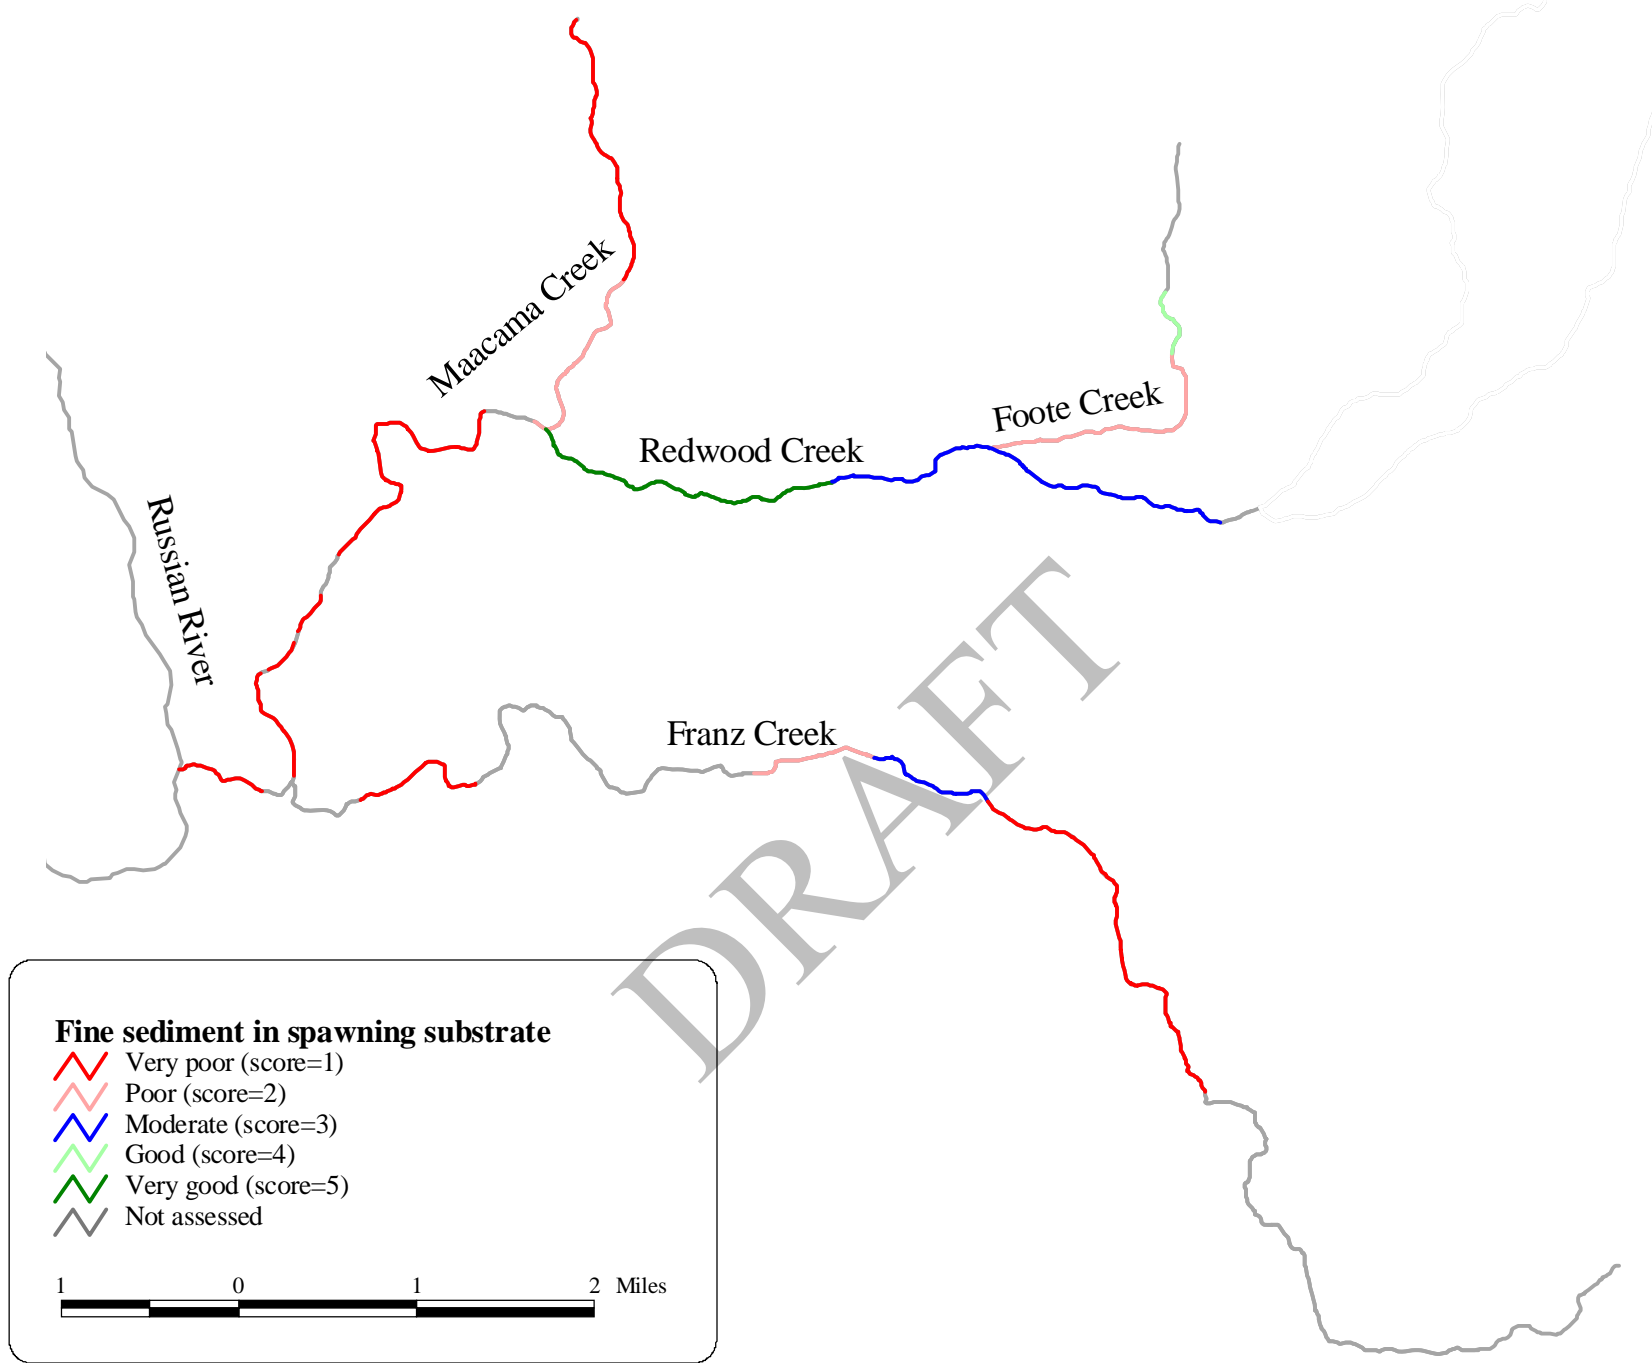 Maacama Creek
Foote Creek
Redwood Creek
Russian River
Franz Creek
DRAFT
Fine sediment in spawning substrate
Very poor (score=1)
Poor (score=2)
Moderate (score=3)
Good (score=4)
Very good (score=5)
Not assessed
1 0 1 2 Miles